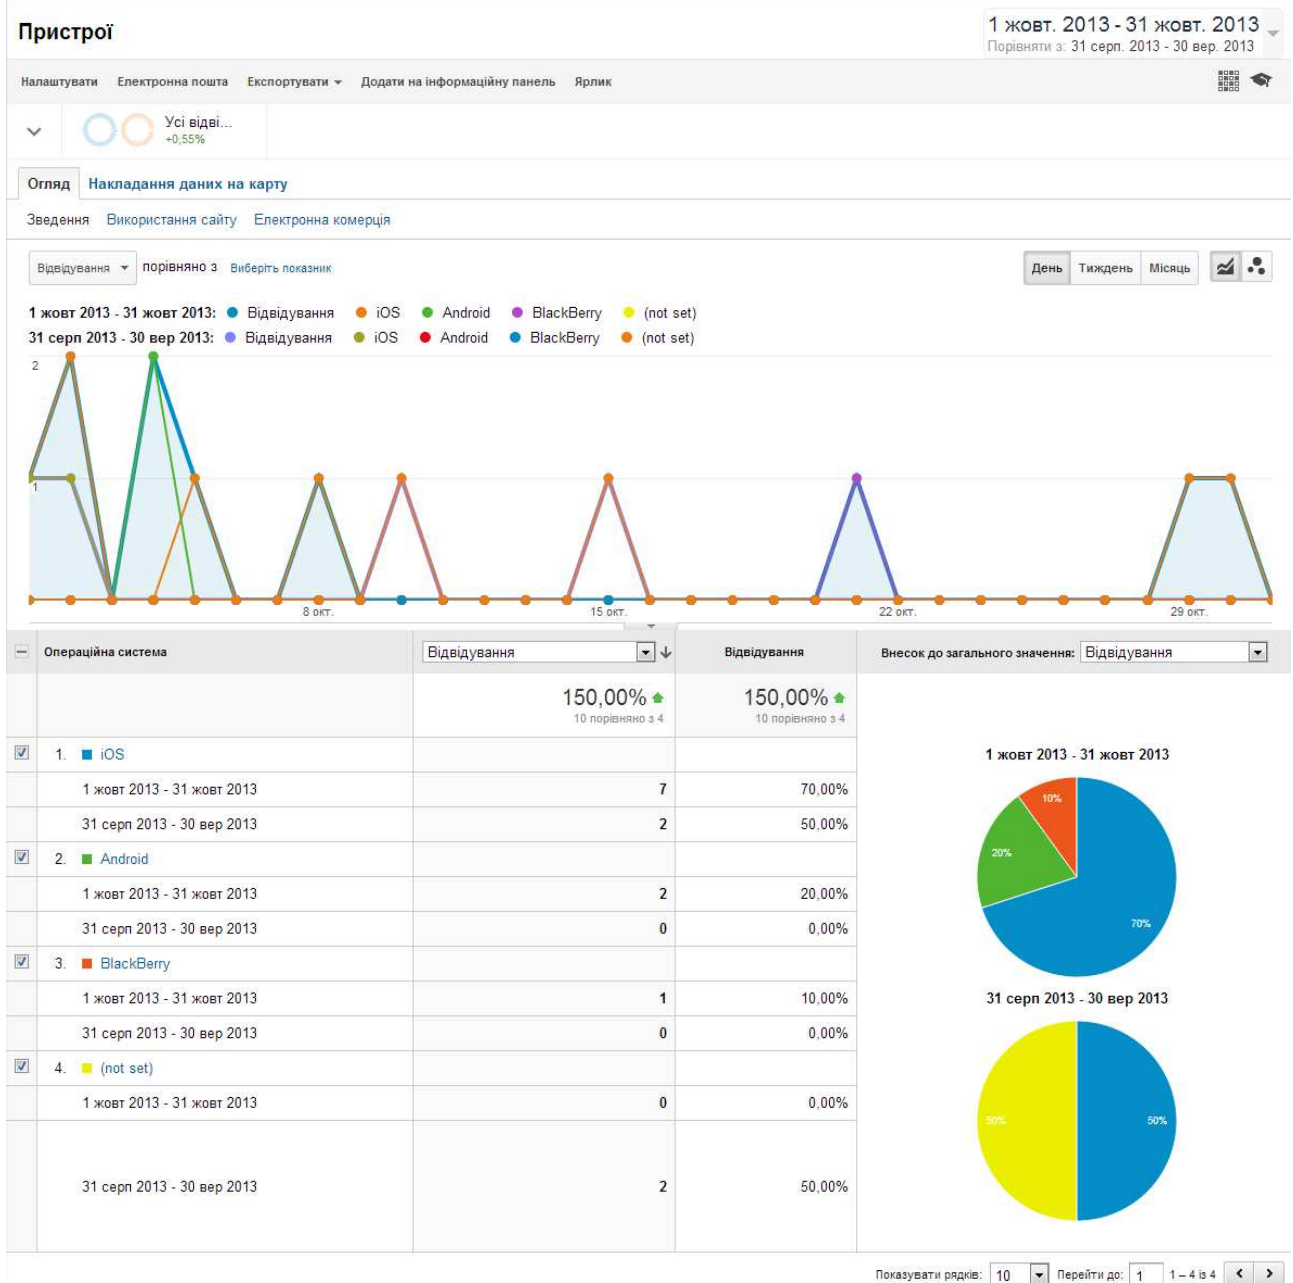 Пристрої
1 жовт. 2013 - 31 жовт. 2013
Порівняти з: 31 серп. 2013 - 30 вер. 2013
Налаштувати Електронна пошта Експортувати Додати на інформаційну панель Ярлик
Усі відві...
+0,55%
Огляд Накладання даних на карту
Зведення Використання сайту Електронна комерція
Відвідування порівняно з Виберіть показник День Тиждень Місяць
1 жовт 2013 - 31 жовт 2013: Відвідування iOS Android BlackBerry (not set)
31 серп 2013 - 30 вер 2013: Відвідування iOS Android BlackBerry (not set)
2
1
8 окт. 15 окт. 22 окт. 29 окт.
Операційна система Відвідування Відвідування Внесок до загального значення: Відвідування
150,00% 150,00%
10 порівняно з 4 10 порівняно з 4
1. iOS
1 жовт 2013 - 31 жовт 2013 7 70,00%
31 серп 2013 - 30 вер 2013 2 50,00%
2. Android
1 жовт 2013 - 31 жовт 2013 2 20,00%
31 серп 2013 - 30 вер 2013 0 0,00%
3. BlackBerry
1 жовт 2013 - 31 жовт 2013 1 10,00%
31 серп 2013 - 30 вер 2013 0 0,00%
4. (not set)
1 жовт 2013 - 31 жовт 2013 0 0,00%
31 серп 2013 - 30 вер 2013 2 50,00%
1 жовт 2013 - 31 жовт 2013
10%
20%
70%
31 серп 2013 - 30 вер 2013
50% 50%
Показувати рядків: 10 Перейти до: 1 1 – 4 із 4